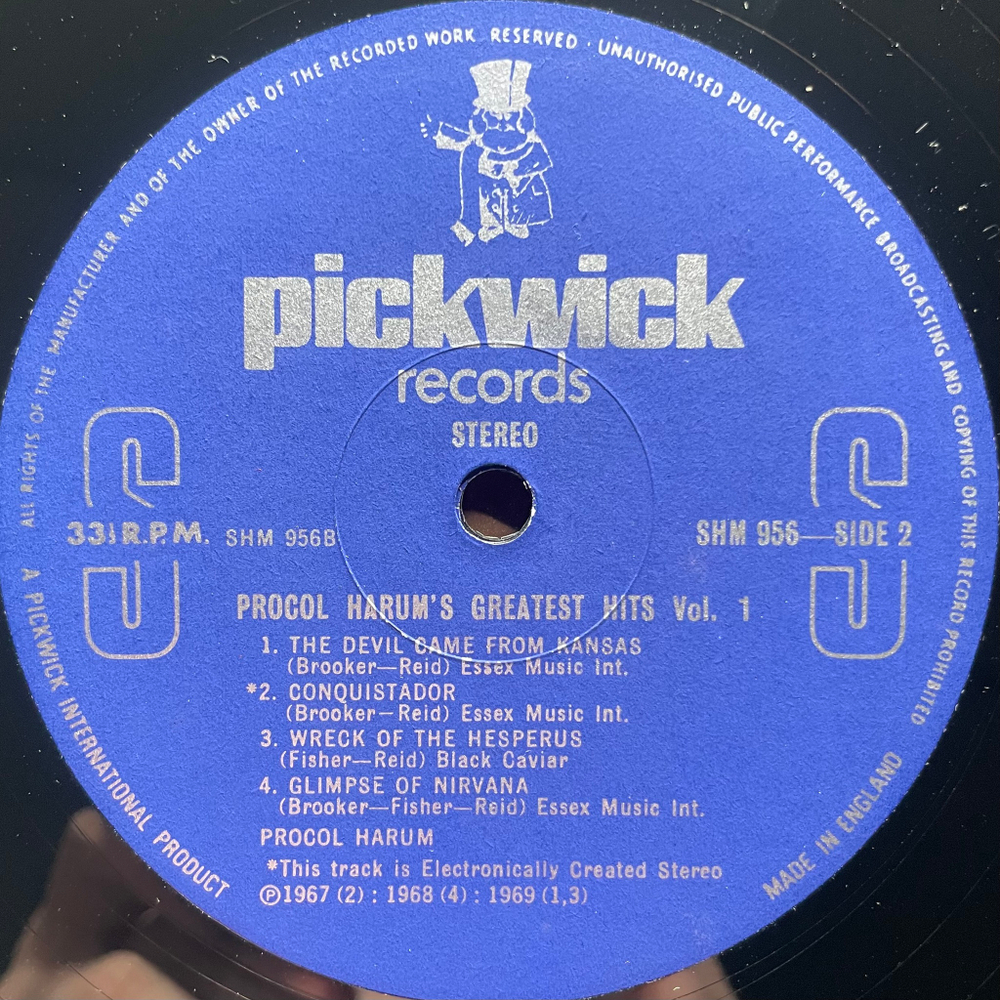 ALL RIGHTS OF THE MANUFACTURER AND OF THE OWNER OF THE RECORDED WORK RESERVED · UNAUTHORISED PUBLIC PERFORMANCE BROADCASTING AND COPYING OF THIS RECORD PROHIBITED
pickwick
records
STEREO
33⅓ R.P.M. SHM 956B
SHM 956—SIDE 2
PROCOL HARUM'S GREATEST HITS Vol. 1
1. THE DEVIL CAME FROM KANSAS
(Brooker—Reid) Essex Music Int.
*2. CONQUISTADOR
(Brooker—Reid) Essex Music Int.
3. WRECK OF THE HESPERUS
(Fisher—Reid) Black Caviar
4. GLIMPSE OF NIRVANA
(Brooker—Fisher—Reid) Essex Music Int.
PROCOL HARUM
*This track is Electronically Created Stereo
℗1967 (2) : 1968 (4) : 1969 (1,3)
A PICKWICK INTERNATIONAL PRODUCT
MADE IN ENGLAND